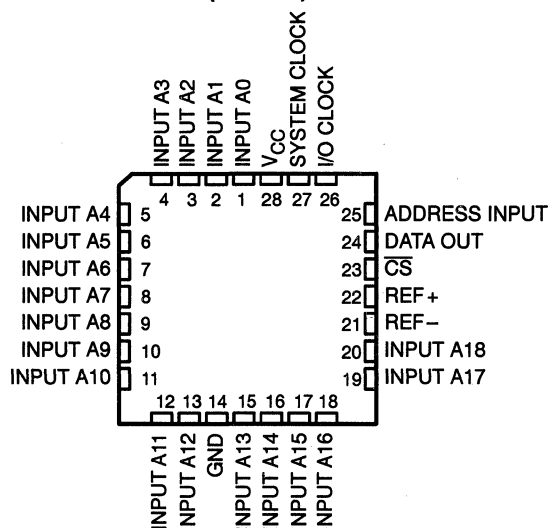 INPUT A3
INPUT A2
INPUT A1
INPUT A0
VCC
SYSTEM CLOCK
I/O CLOCK
4 3 2 1 28 27 26
INPUT A4 5
INPUT A5 6
INPUT A6 7
INPUT A7 8
INPUT A8 9
INPUT A9 10
INPUT A10 11
25 ADDRESS INPUT
24 DATA OUT
23 C̅S̅
22 REF+
21 REF−
20 INPUT A18
19 INPUT A17
12 13 14 15 16 17 18
INPUT A11
INPUT A12
GND
INPUT A13
INPUT A14
INPUT A15
INPUT A16